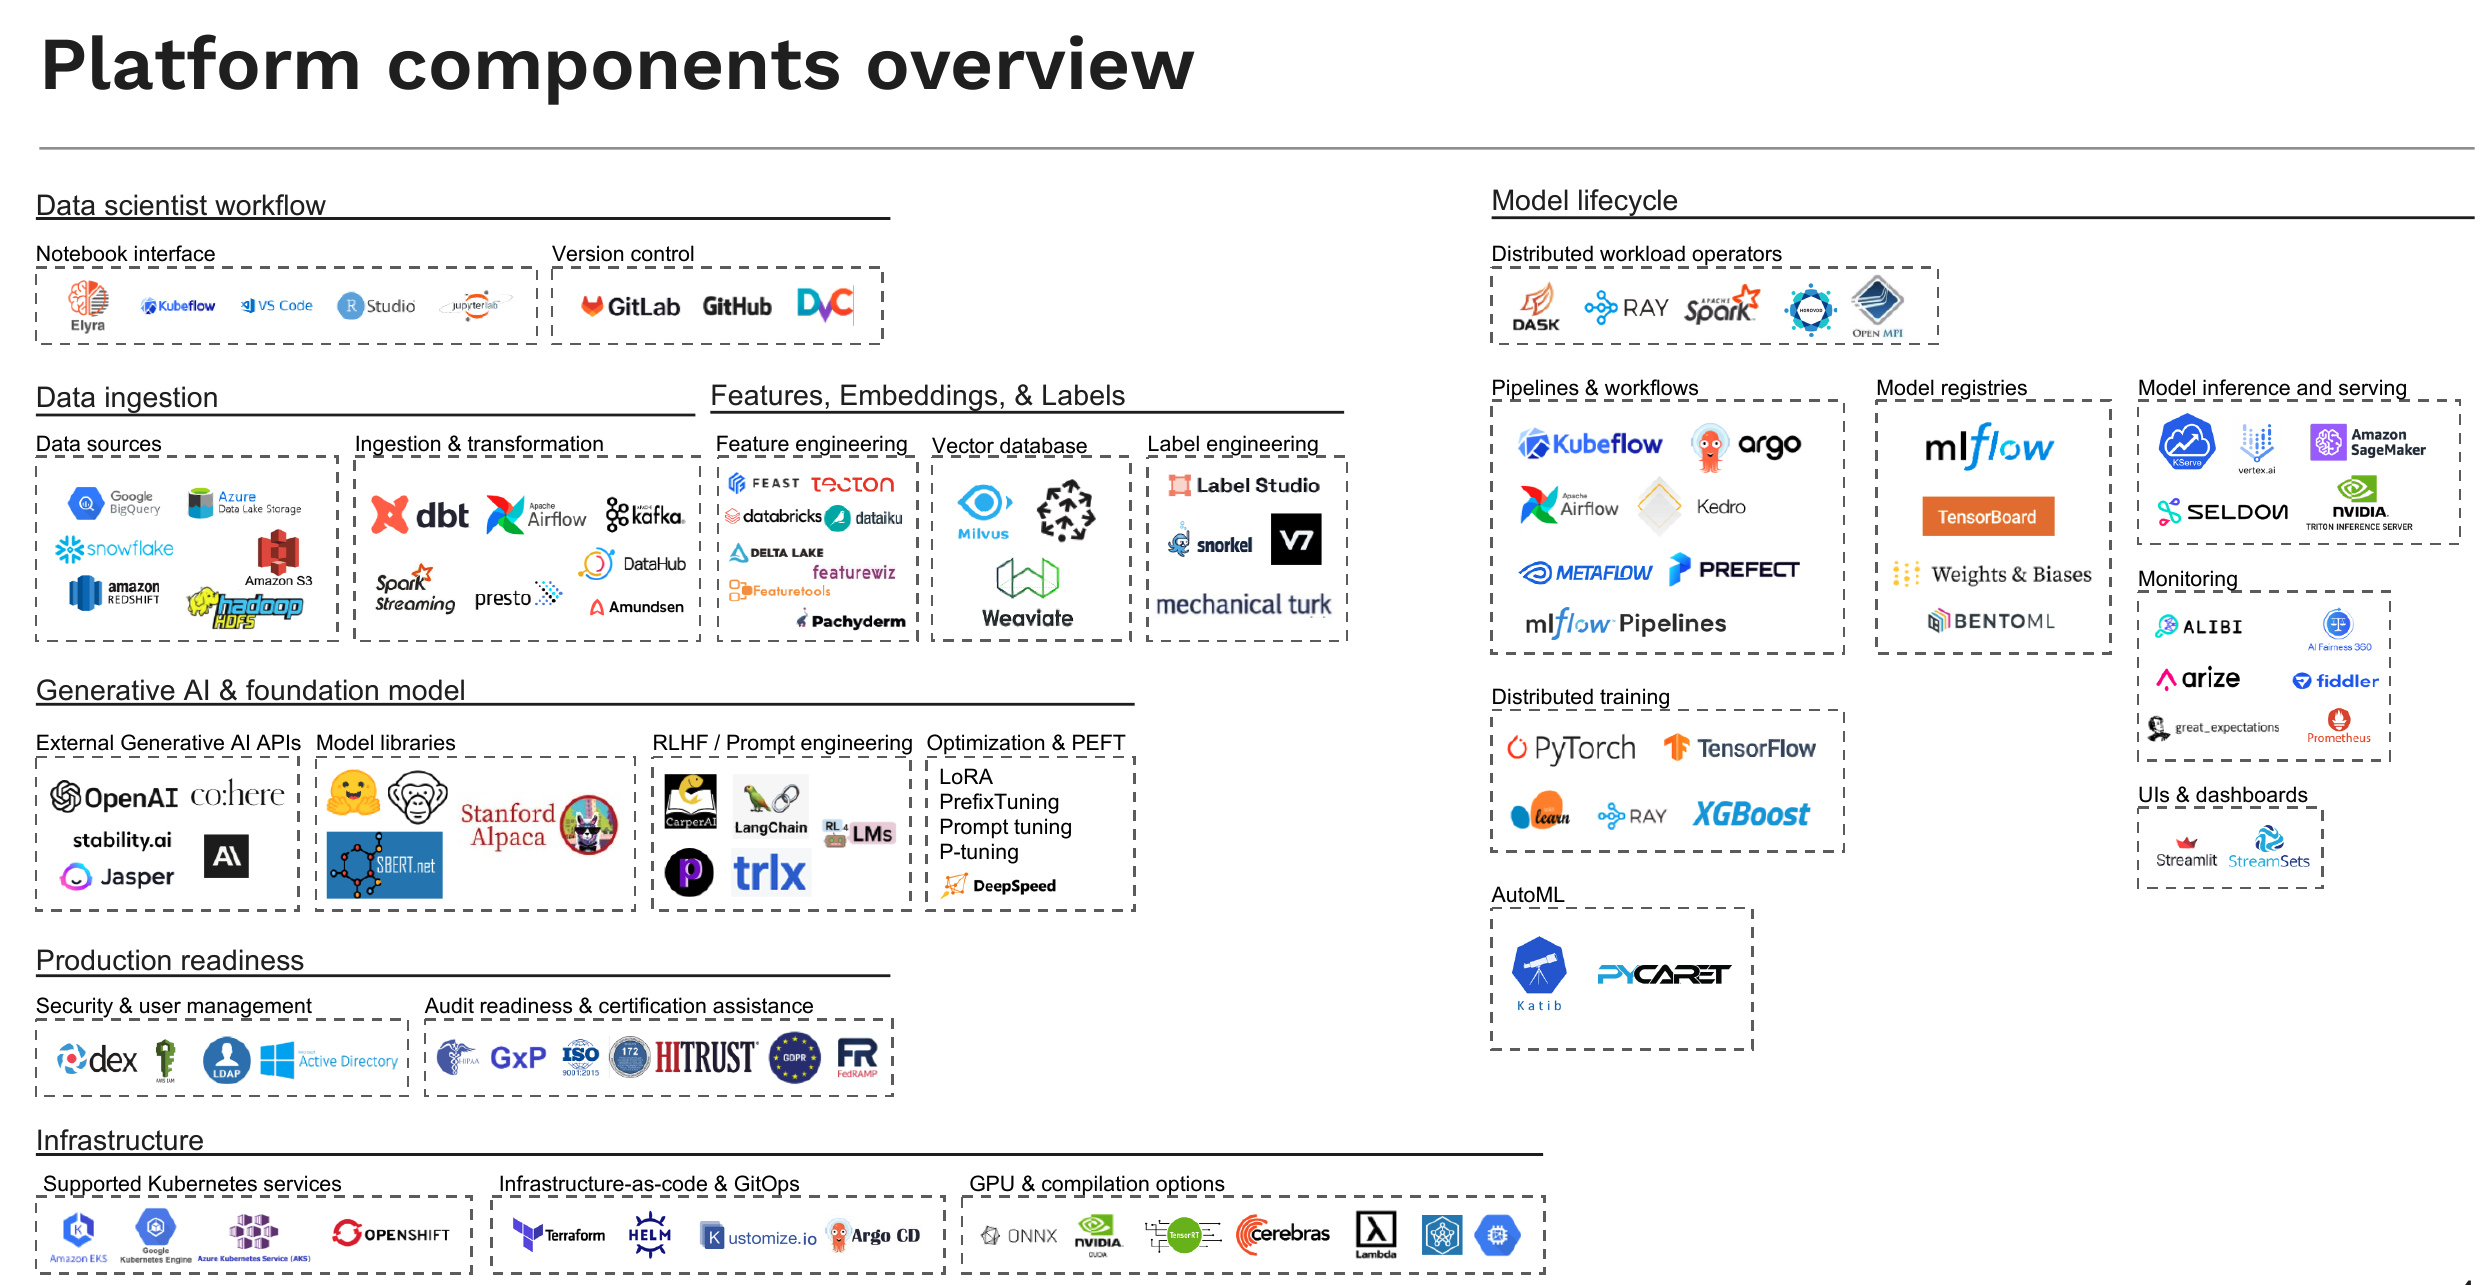 Platform components overview
Data scientist workflow
Notebook interface
Elyra
Kubeflow
VS Code
R Studio
jupyterlab
Version control
GitLab
GitHub
DVC
Data ingestion
Data sources
Google BigQuery
Azure Data Lake Storage
snowflake
Amazon S3
amazon REDSHIFT
hadoop HDFS
Ingestion & transformation
dbt
Apache Airflow
APACHE kafka
Spark Streaming
presto
DataHub
Amundsen
Features, Embeddings, & Labels
Feature engineering
FEAST
TECTON
databricks
dataiku
DELTA LAKE
featurewiz
Featuretools
Pachyderm
Vector database
Milvus
Weaviate
Label engineering
Label Studio
snorkel
V7
mechanical turk
Generative AI & foundation model
External Generative AI APIs
OpenAI
co:here
stability.ai
AI
Jasper
Model libraries
SBERT.net
Stanford Alpaca
RLHF / Prompt engineering
CarperAI
LangChain
RL4LMs
p
trlx
Optimization & PEFT
LoRA
PrefixTuning
Prompt tuning
P-tuning
DeepSpeed
Production readiness
Security & user management
dex
AWS IAM
LDAP
Active Directory
Audit readiness & certification assistance
HIPAA
GxP
ISO
9001:2015
172
HITRUST
GDPR
FR
FedRAMP
Infrastructure
Supported Kubernetes services
Amazon EKS
Google Kubernetes Engine
Azure Kubernetes Service (AKS)
OPENSHIFT
Infrastructure-as-code & GitOps
Terraform
HELM
Kustomize.io
Argo CD
GPU & compilation options
ONNX
NVIDIA CUDA
TensorRT
cerebras
λ
Lambda
Model lifecycle
Distributed workload operators
DASK
RAY
APACHE Spark
HOROVOD
OPEN MPI
Pipelines & workflows
Kubeflow
argo
Apache Airflow
Kedro
METAFLOW
PREFECT
mlflow Pipelines
Model registries
mlflow
TensorBoard
Weights & Biases
BENTOML
Model inference and serving
KServe
vertex.ai
Amazon SageMaker
SELDON
NVIDIA.
TRITON INFERENCE SERVER
Monitoring
ALIBI
AI Fairness 360
arize
fiddler
great_expectations
Prometheus
UIs & dashboards
Streamlit
StreamSets
Distributed training
PyTorch
TensorFlow
learn
RAY
XGBoost
AutoML
Katib
PYCARET